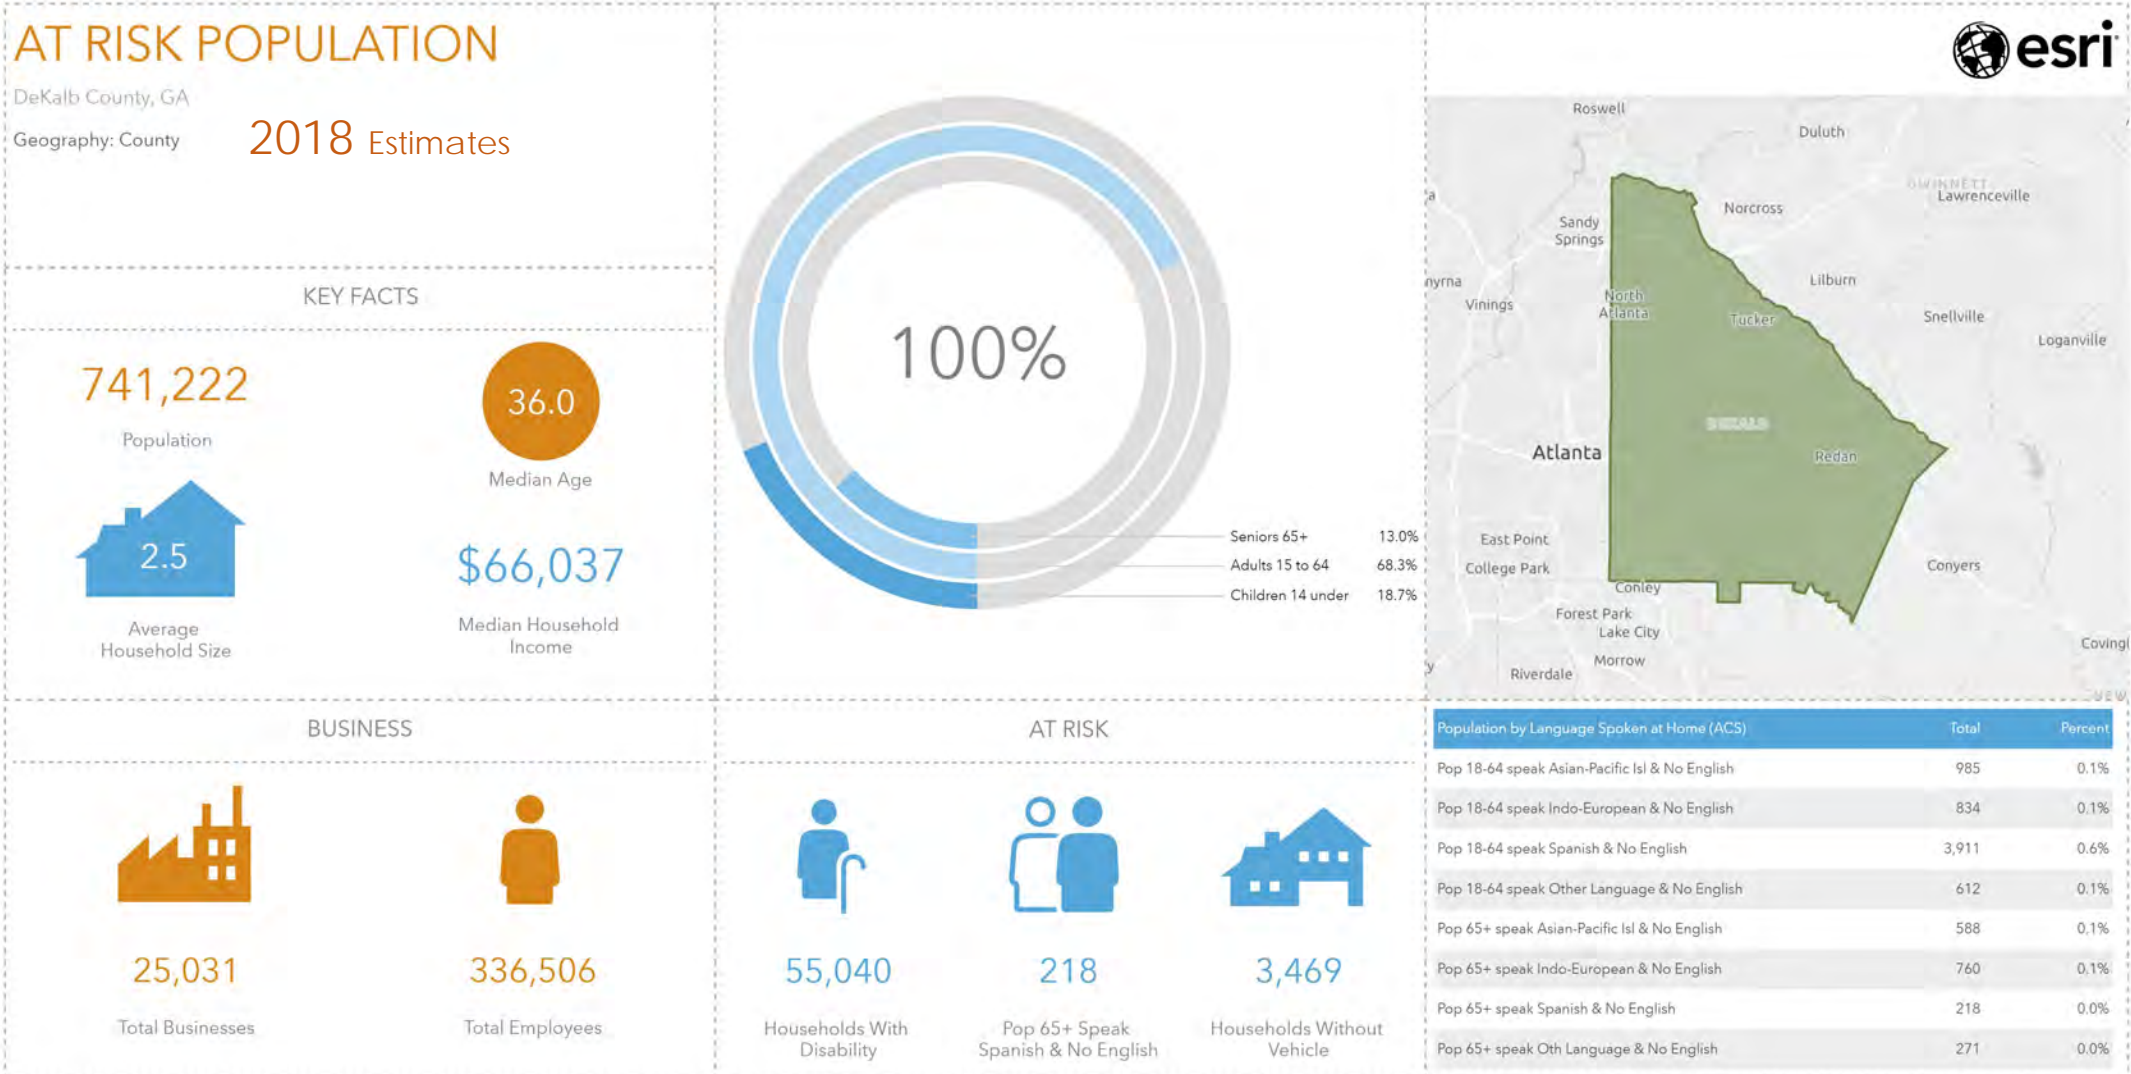 AT RISK POPULATION
DeKalb County, GA
Geography: County
2018 Estimates
KEY FACTS
741,222
Population
36.0
Median Age
2.5
Average
Household Size
$66,037
Median Household
Income
100%
Seniors 65+ 13.0%
Adults 15 to 64 68.3%
Children 14 under 18.7%
esri
Roswell
Duluth
GWINNETT
Lawrenceville
Norcross
Sandy
Springs
Lilburn
nyrna
Vinings
North
Atlanta
Tucker
Snellville
Loganville
DEKALB
Atlanta
Redan
East Point
College Park
Conyers
Conley
Forest Park
Lake City
Covingl
Morrow
Riverdale
NEW
BUSINESS
25,031
Total Businesses
336,506
Total Employees
AT RISK
55,040
Households With
Disability
218
Pop 65+ Speak
Spanish & No English
3,469
Households Without
Vehicle
Population by Language Spoken at Home (ACS) Total Percent
Pop 18-64 speak Asian-Pacific Isl & No English 985 0.1%
Pop 18-64 speak Indo-European & No English 834 0.1%
Pop 18-64 speak Spanish & No English 3,911 0.6%
Pop 18-64 speak Other Language & No English 612 0.1%
Pop 65+ speak Asian-Pacific Isl & No English 588 0.1%
Pop 65+ speak Indo-European & No English 760 0.1%
Pop 65+ speak Spanish & No English 218 0.0%
Pop 65+ speak Oth Language & No English 271 0.0%